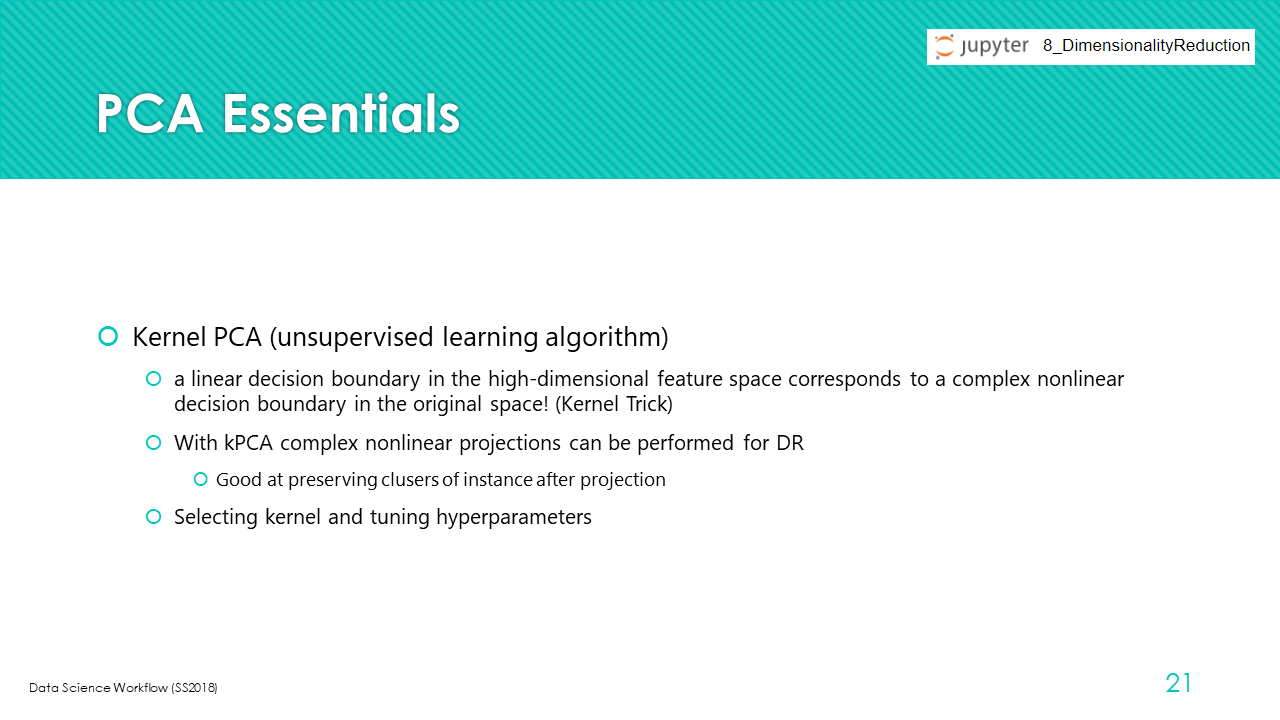 jupyter 8_DimensionalityReduction
PCA Essentials
Kernel PCA (unsupervised learning algorithm)
a linear decision boundary in the high-dimensional feature space corresponds to a complex nonlinear
decision boundary in the original space! (Kernel Trick)
With kPCA complex nonlinear projections can be performed for DR
Good at preserving clusers of instance after projection
Selecting kernel and tuning hyperparameters
Data Science Workflow (SS2018)
21